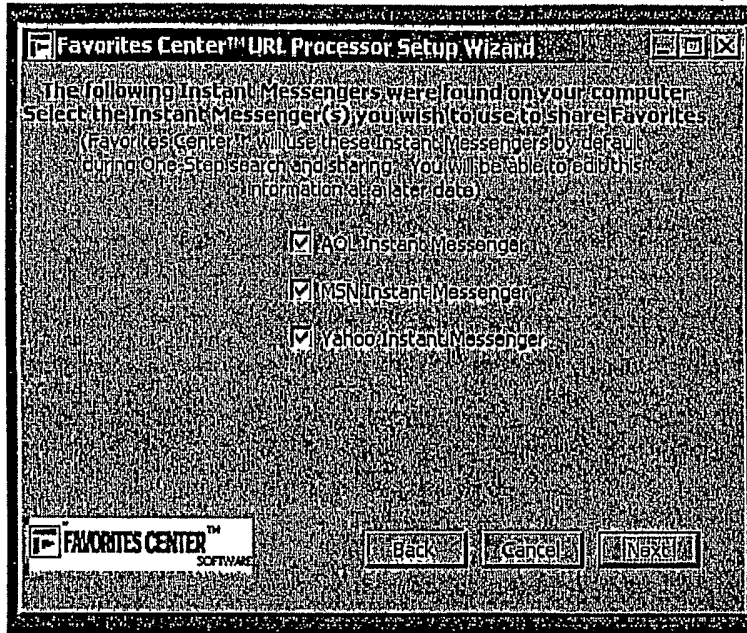 Favorites Center™ URL Processor Setup Wizard
The following Instant Messengers were found on your computer
Select the Instant Messenger(s) you wish to use to share Favorites
(Favorites Center™ will use these Instant Messengers by default
during One-Step search and sharing. You will be able to edit this
information at a later date)
AOL Instant Messenger
MSN Instant Messenger
Yahoo Instant Messenger
FAVORITES CENTER™
SOFTWARE
Back
Cancel
Next